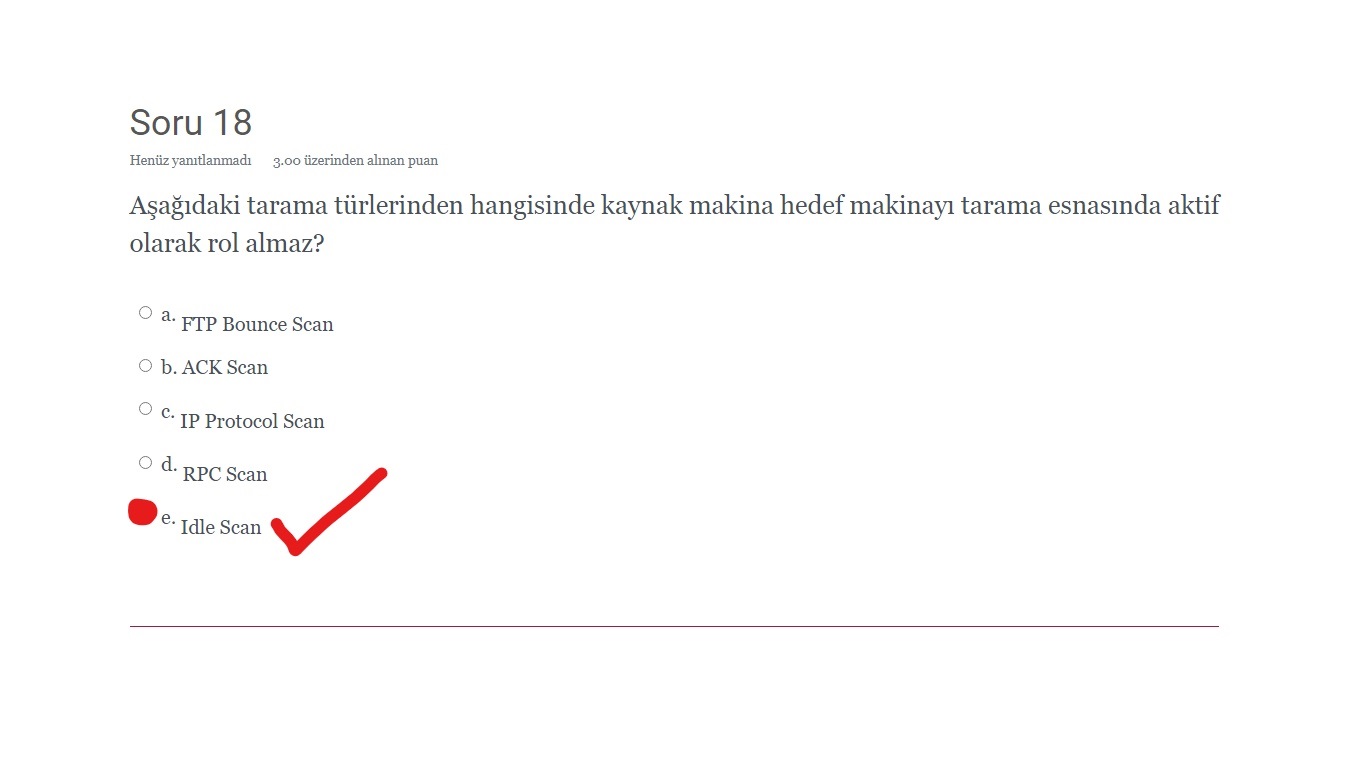 Soru 18
Henüz yanıtlanmadı 3.00 üzerinden alınan puan
Aşağıdaki tarama türlerinden hangisinde kaynak makina hedef makinayı tarama esnasında aktif
olarak rol almaz?
a. FTP Bounce Scan
b. ACK Scan
c. IP Protocol Scan
d. RPC Scan
e. Idle Scan